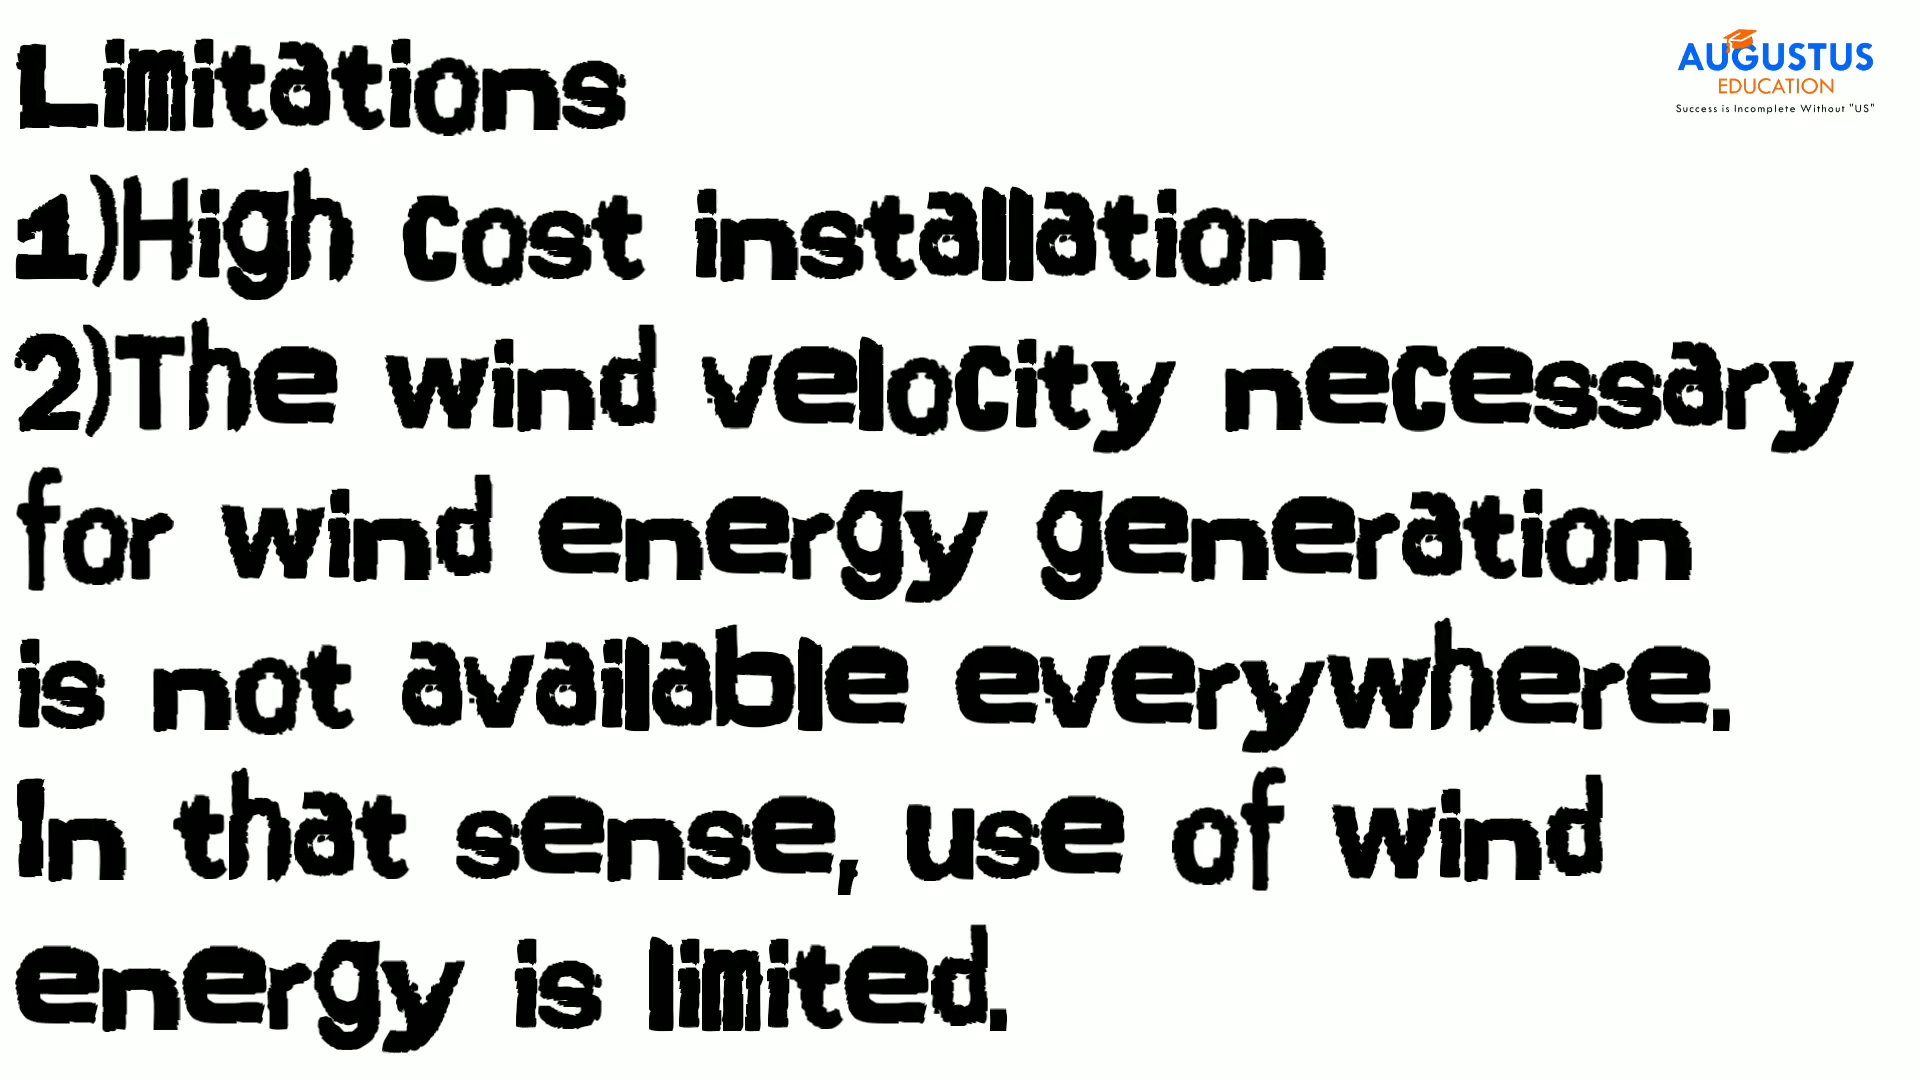 Limitations
AUGUSTUS
EDUCATION
Success is Incomplete Without "US"
1)High cost installation
2)The wind velocity necessary
for wind energy generation
is not available everywhere.
In that sense, use of wind
energy is limited.